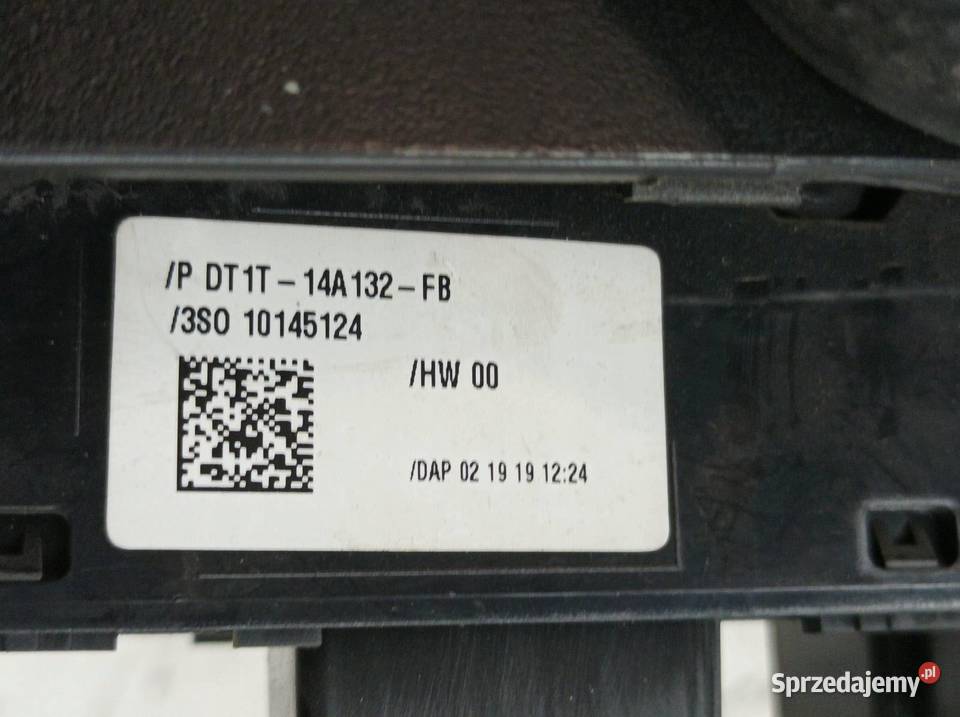 /P DT1T-14A132-FB
/3SO 10145124
/HW 00
/DAP 02 19 19 12:24
Sprzedajemy.pl